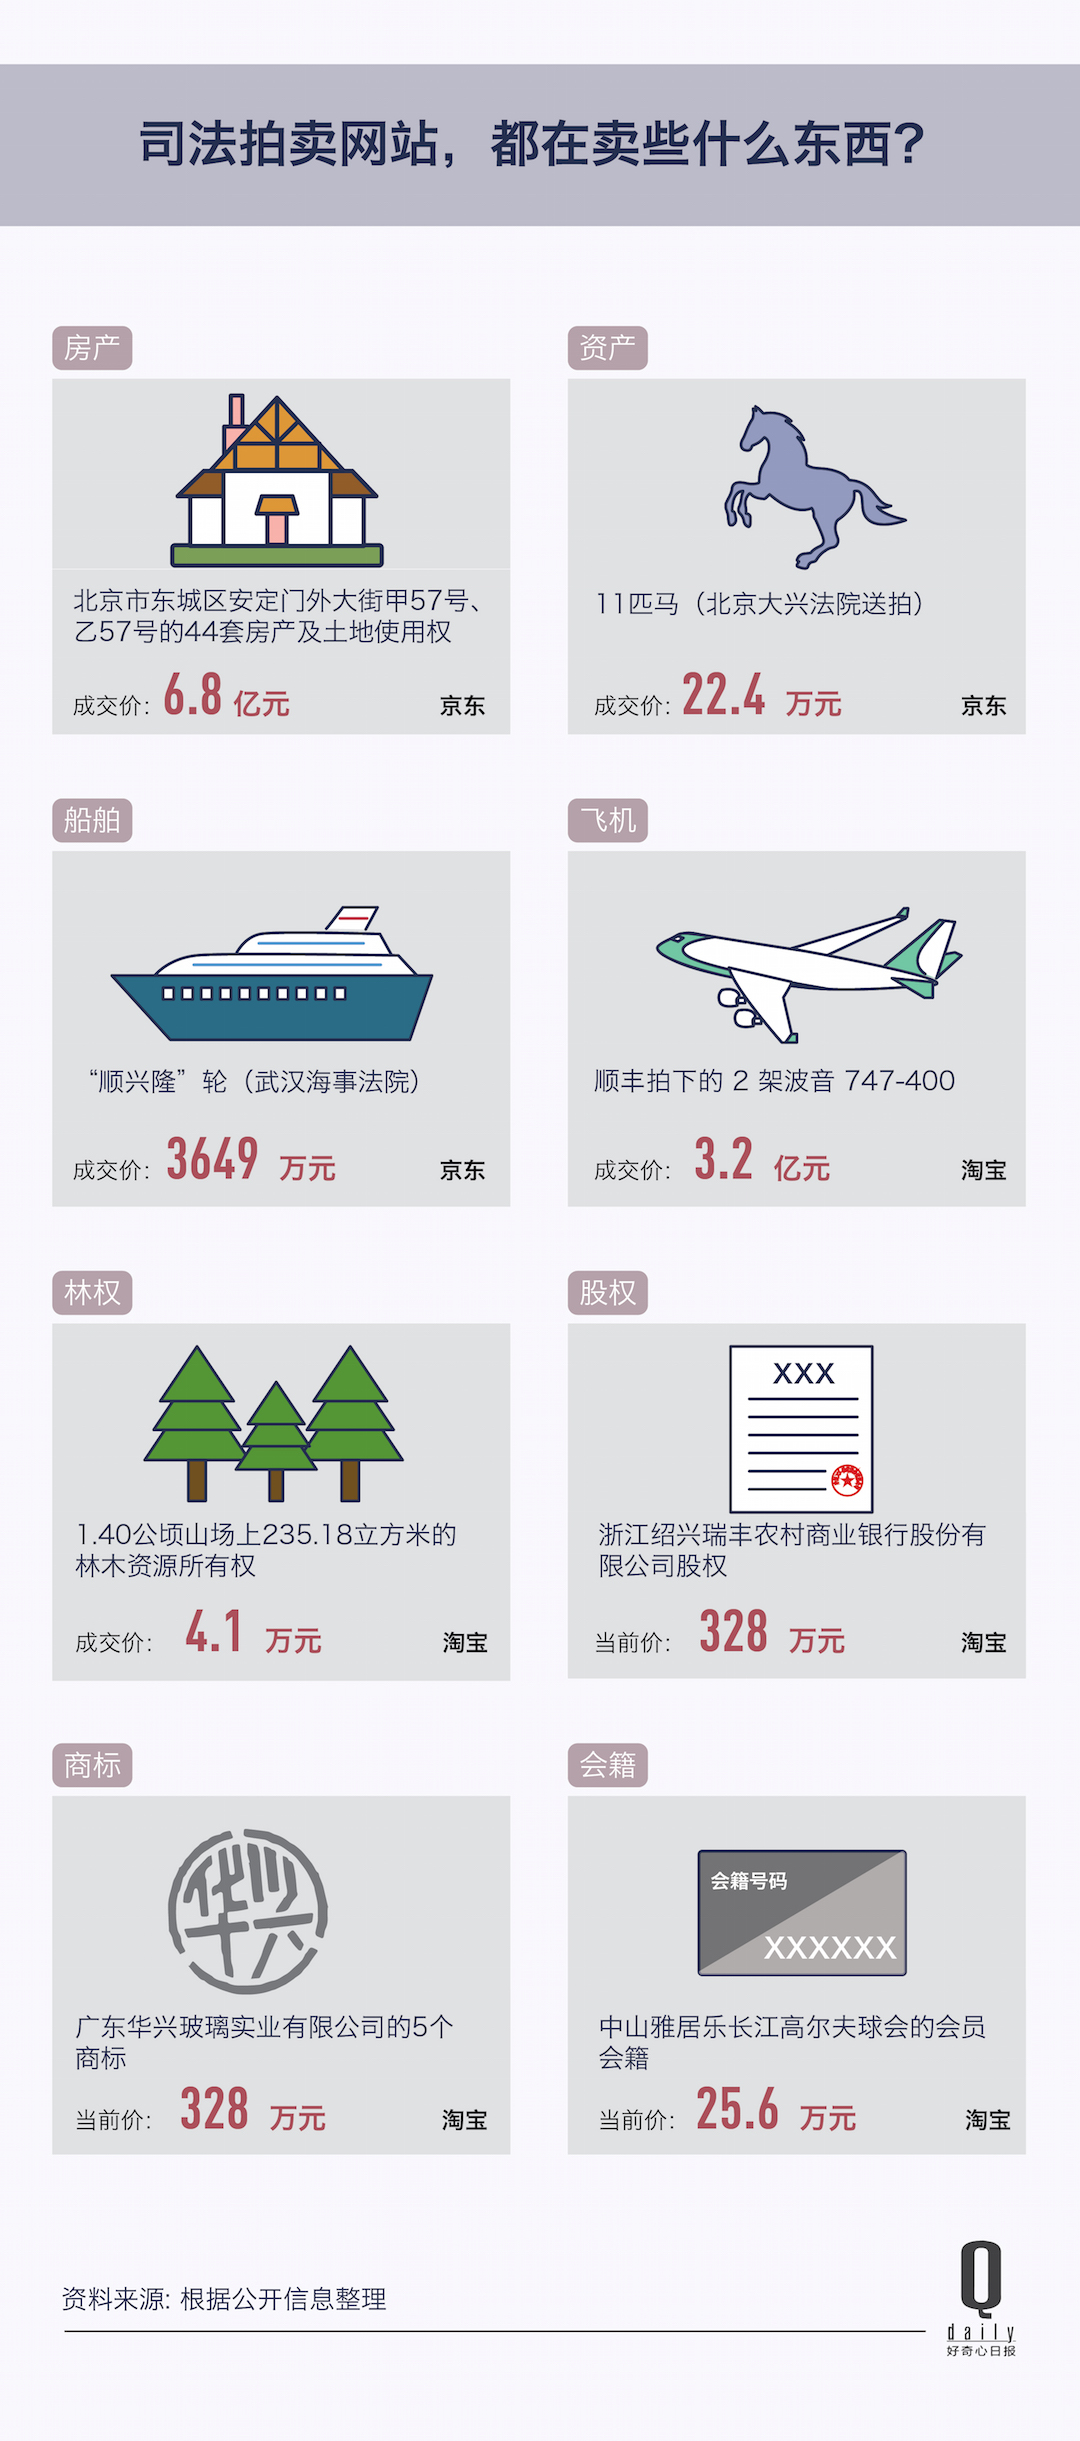 司法拍卖网站，都在卖些什么东西？
房产
北京市东城区安定门外大街甲57号、
乙57号的44套房产及土地使用权
成交价：6.8 亿元 京东
资产
11匹马（北京大兴法院送拍）
成交价：22.4 万元 京东
船舶
“顺兴隆”轮（武汉海事法院）
成交价：3649 万元 京东
飞机
顺丰拍下的 2 架波音 747-400
成交价：3.2 亿元 淘宝
林权
1.40公顷山场上235.18立方米的
林木资源所有权
成交价：4.1 万元 淘宝
股权
XXX
浙江绍兴瑞丰农村商业银行股份有
限公司股权
当前价：328 万元 淘宝
商标
华兴
广东华兴玻璃实业有限公司的5个
商标
当前价：328 万元 淘宝
会籍
会籍号码
XXXXXX
中山雅居乐长江高尔夫球会的会员
会籍
当前价：25.6 万元 淘宝
资料来源: 根据公开信息整理
Q
daily
好奇心日报